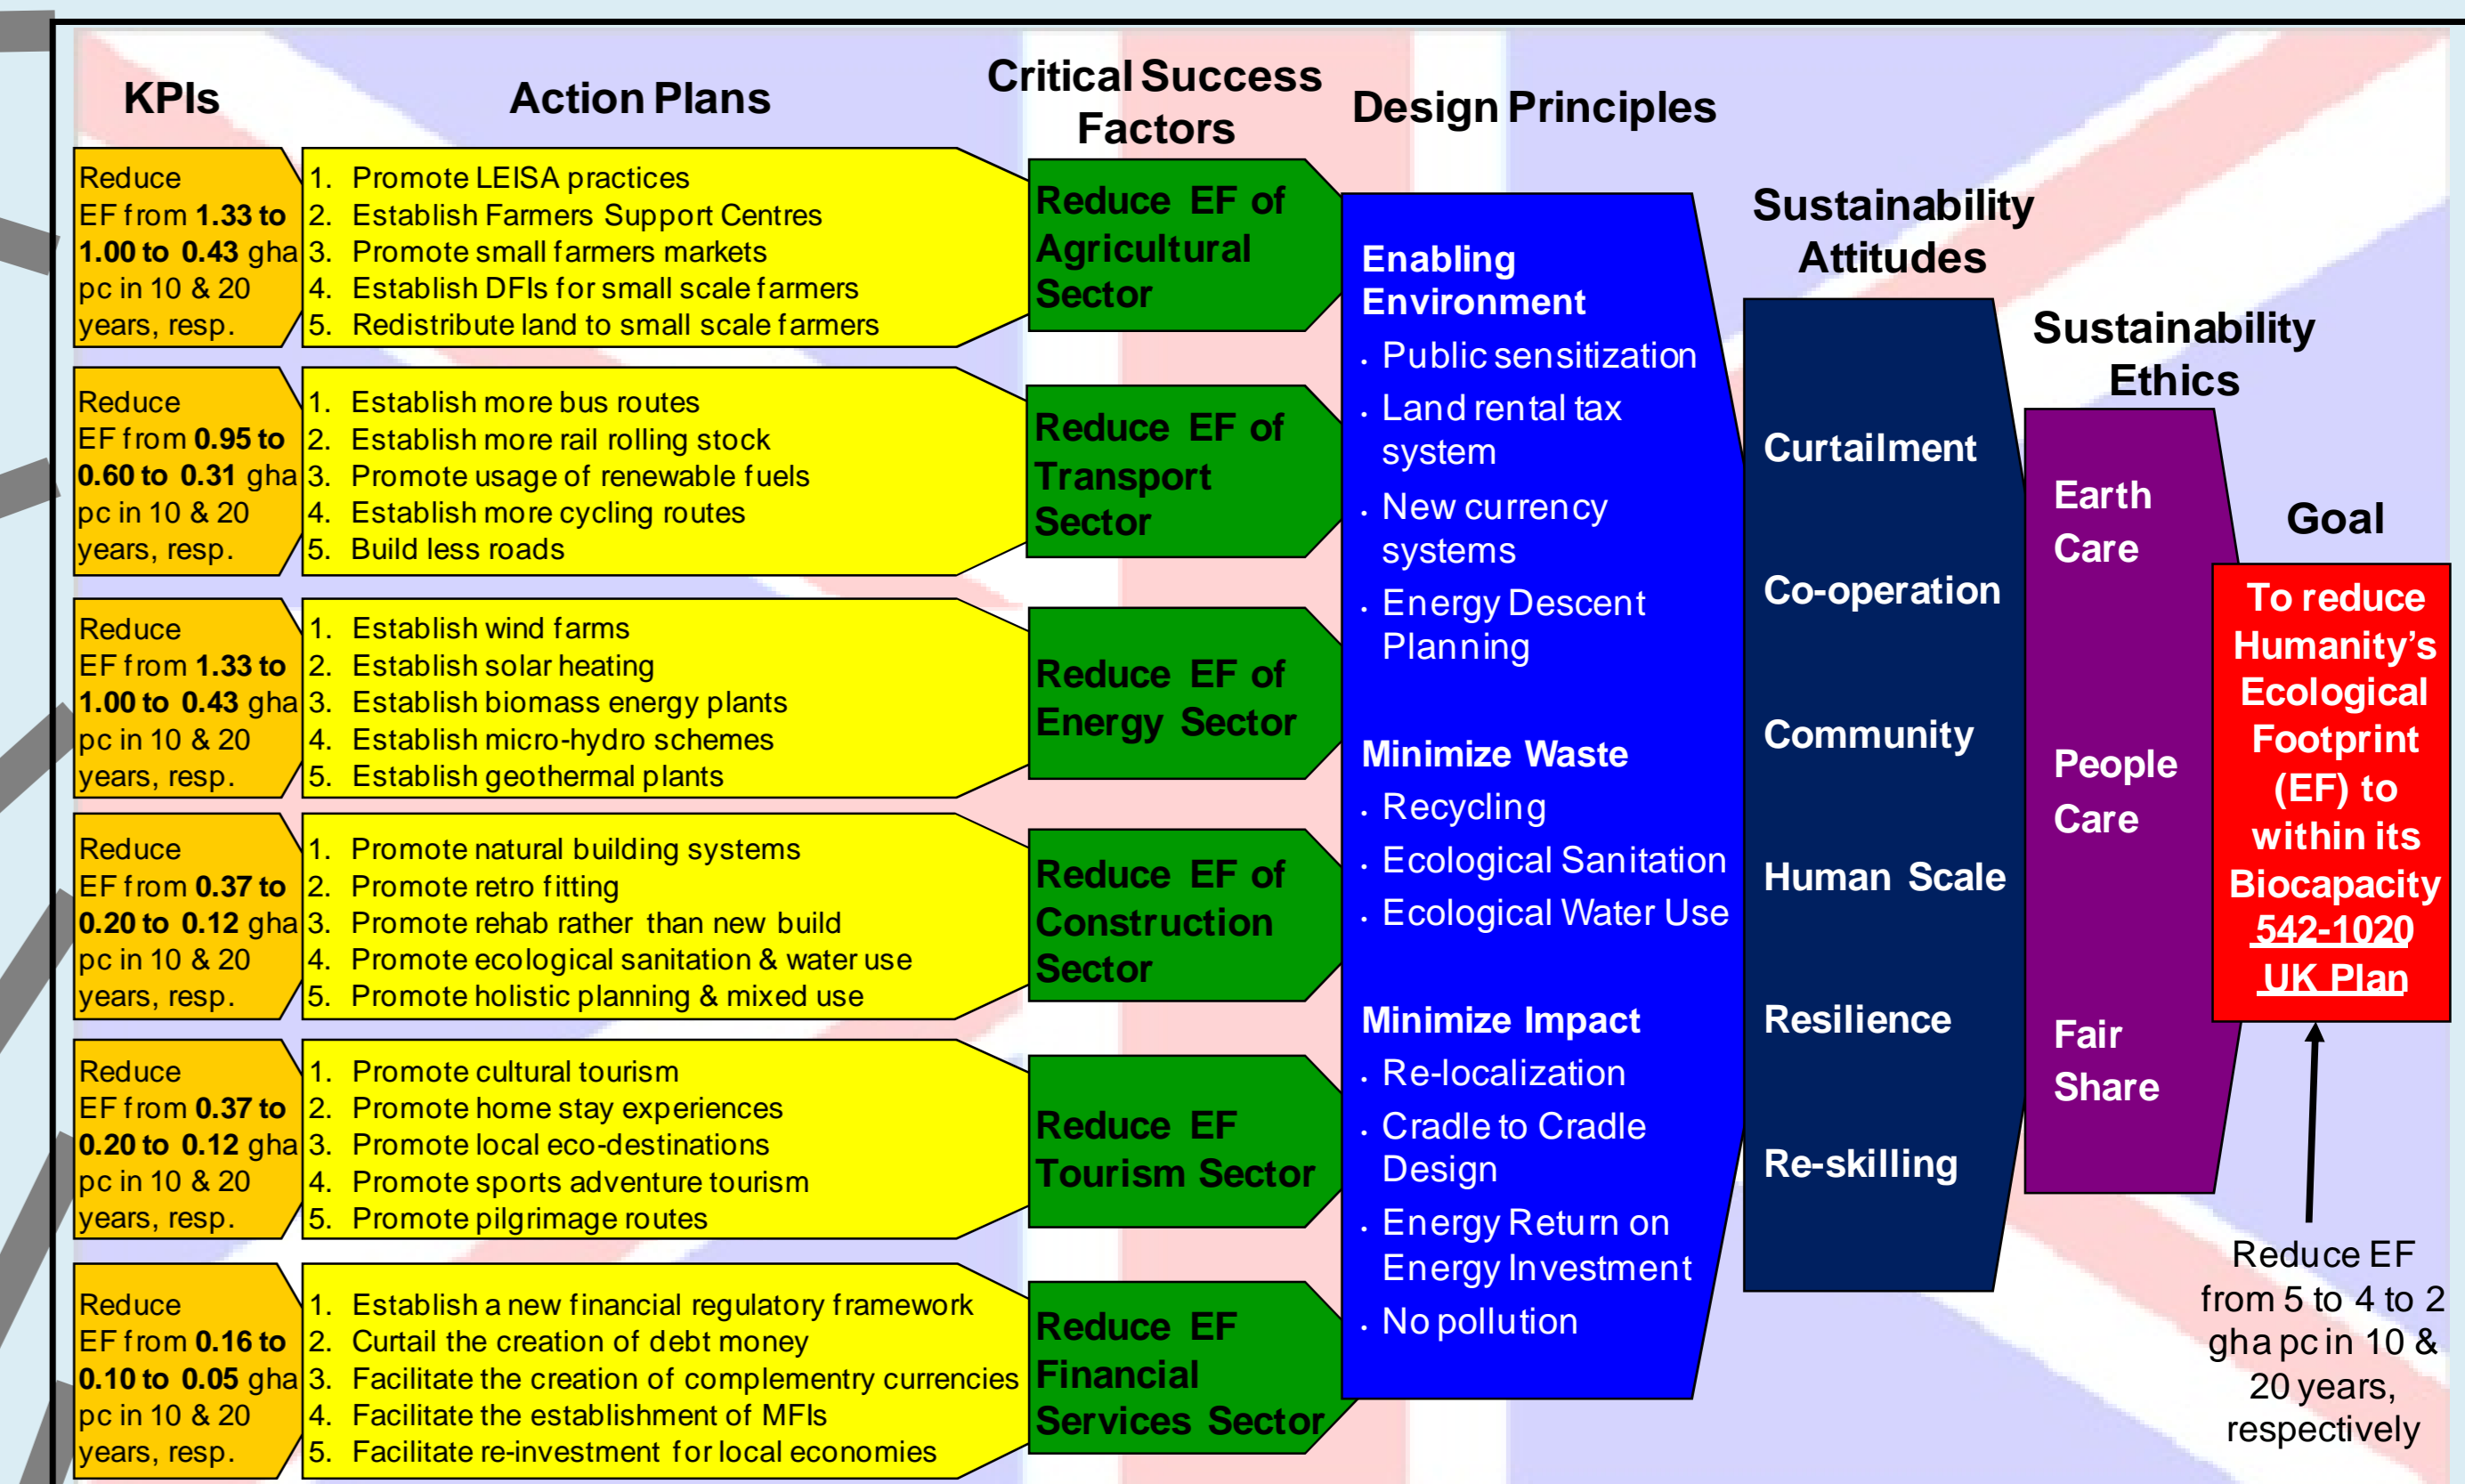 KPIs
Action Plans
Critical Success
Factors
Design Principles
Sustainability
Attitudes
Sustainability
Ethics
Goal
Reduce
EF from 1.33 to
1.00 to 0.43 gha
pc in 10 & 20
years, resp.
1. Promote LEISA practices
2. Establish Farmers Support Centres
3. Promote small farmers markets
4. Establish DFIs for small scale farmers
5. Redistribute land to small scale farmers
Reduce EF of
Agricultural
Sector
Reduce
EF from 0.95 to
0.60 to 0.31 gha
pc in 10 & 20
years, resp.
1. Establish more bus routes
2. Establish more rail rolling stock
3. Promote usage of renewable fuels
4. Establish more cycling routes
5. Build less roads
Reduce EF of
Transport
Sector
Reduce
EF from 1.33 to
1.00 to 0.43 gha
pc in 10 & 20
years, resp.
1. Establish wind farms
2. Establish solar heating
3. Establish biomass energy plants
4. Establish micro-hydro schemes
5. Establish geothermal plants
Reduce EF of
Energy Sector
Reduce
EF from 0.37 to
0.20 to 0.12 gha
pc in 10 & 20
years, resp.
1. Promote natural building systems
2. Promote retro fitting
3. Promote rehab rather than new build
4. Promote ecological sanitation & water use
5. Promote holistic planning & mixed use
Reduce EF of
Construction
Sector
Reduce
EF from 0.37 to
0.20 to 0.12 gha
pc in 10 & 20
years, resp.
1. Promote cultural tourism
2. Promote home stay experiences
3. Promote local eco-destinations
4. Promote sports adventure tourism
5. Promote pilgrimage routes
Reduce EF
Tourism Sector
Reduce
EF from 0.16 to
0.10 to 0.05 gha
pc in 10 & 20
years, resp.
1. Establish a new financial regulatory framework
2. Curtail the creation of debt money
3. Facilitate the creation of complementry currencies
4. Facilitate the establishment of MFIs
5. Facilitate re-investment for local economies
Reduce EF
Financial
Services Sector
Enabling
Environment
. Public sensitization
. Land rental tax
system
. New currency
systems
. Energy Descent
Planning
Minimize Waste
. Recycling
. Ecological Sanitation
. Ecological Water Use
Minimize Impact
. Re-localization
. Cradle to Cradle
Design
. Energy Return on
Energy Investment
. No pollution
Curtailment
Co-operation
Community
Human Scale
Resilience
Re-skilling
Earth
Care
People
Care
Fair
Share
To reduce
Humanity’s
Ecological
Footprint
(EF) to
within its
Biocapacity
542-1020
UK Plan
Reduce EF
from 5 to 4 to 2
gha pc in 10 &
20 years,
respectively